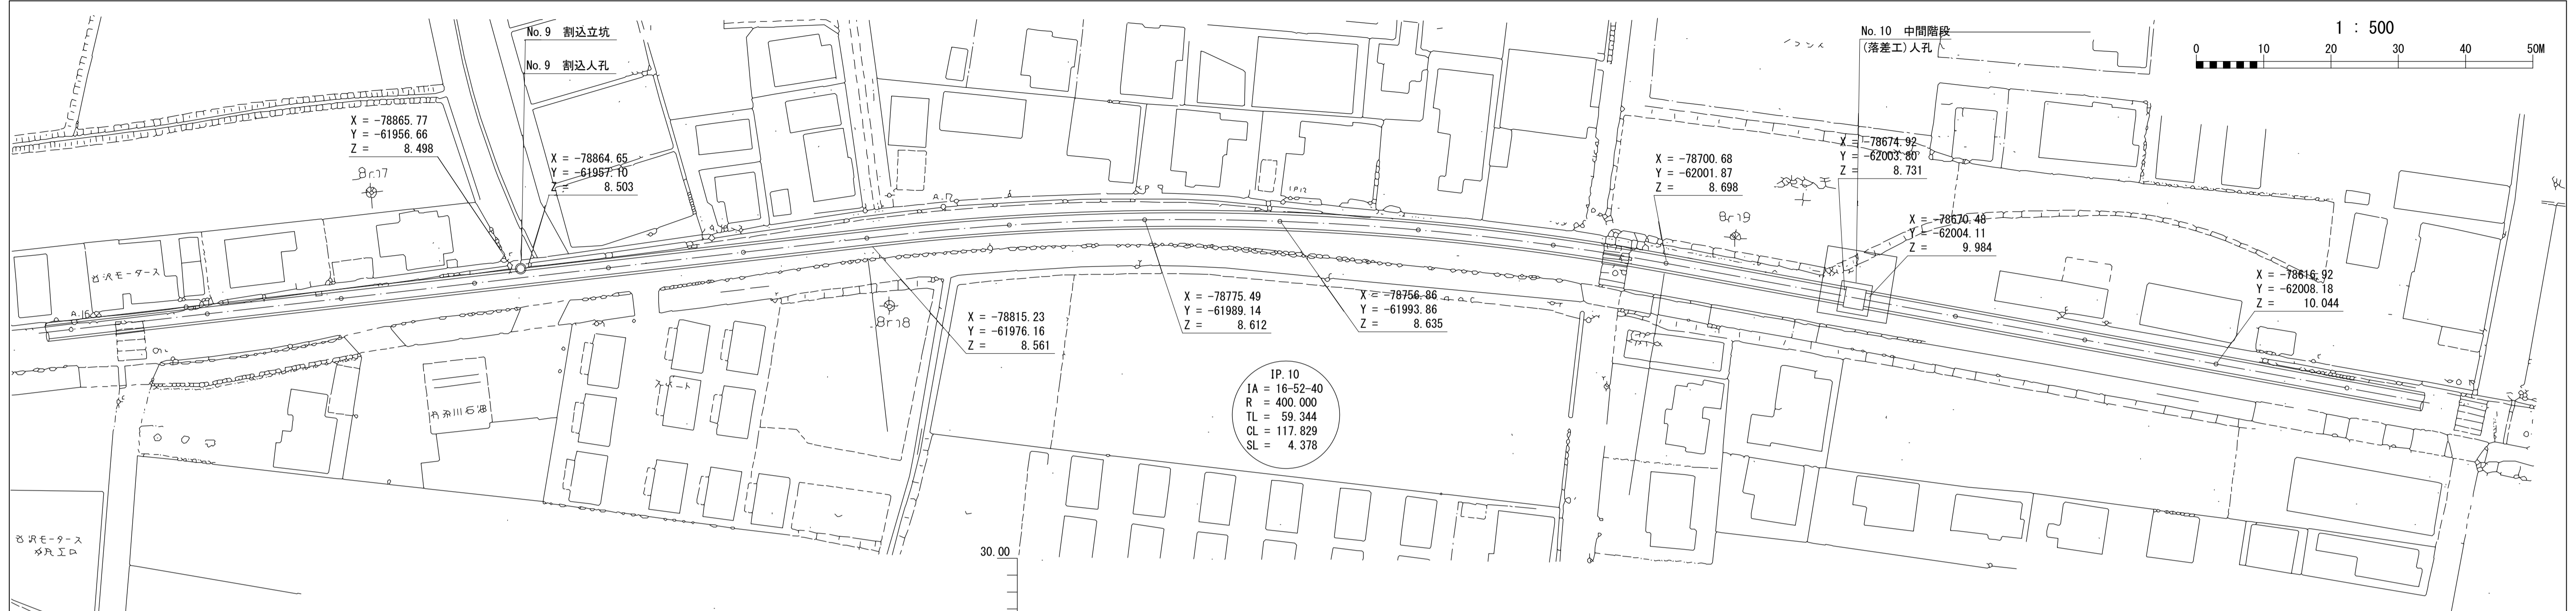 No.9 割込立坑
No.9 割込人孔
No.10 中間階段
(落差工)人孔
1 : 500
0 10 20 30 40 50M
X = -78865.77
Y = -61956.66
Z = 8.498
X = -78864.65
Y = -61957.10
Z = 8.503
X = -78700.68
Y = -62001.87
Z = 8.698
X = -78674.92
Y = -62003.80
Z = 8.731
X = -78670.48
Y = -62004.11
Z = 9.984
X = -78616.92
Y = -62008.18
Z = 10.044
X = -78815.23
Y = -61976.16
Z = 8.561
X = -78775.49
Y = -61989.14
Z = 8.612
X = -78756.86
Y = -61993.86
Z = 8.635
IP.10
IA = 16-52-40
R = 400.000
TL = 59.344
CL = 117.829
SL = 4.378
8r17
8r18
8r19
A.16
A.17
30.00